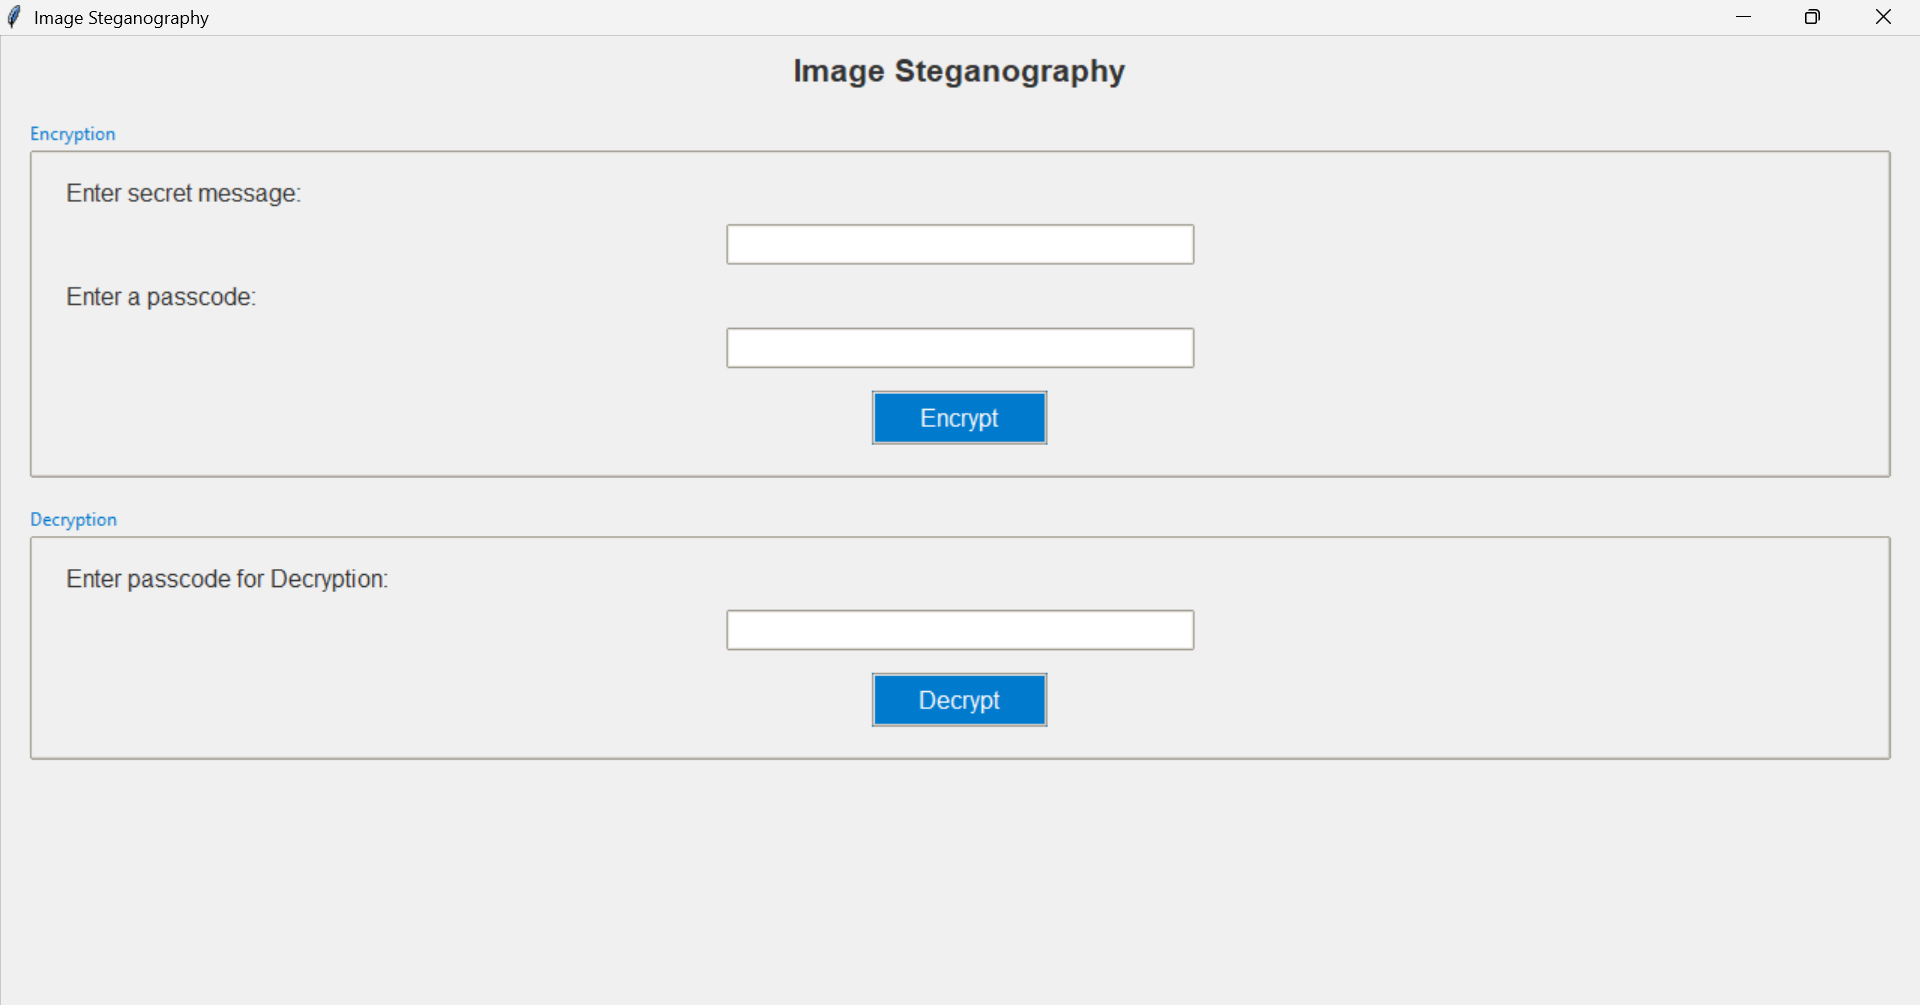 Image Steganography
Image Steganography
Encryption
Enter secret message:
Enter a passcode:
Encrypt
Decryption
Enter passcode for Decryption:
Decrypt